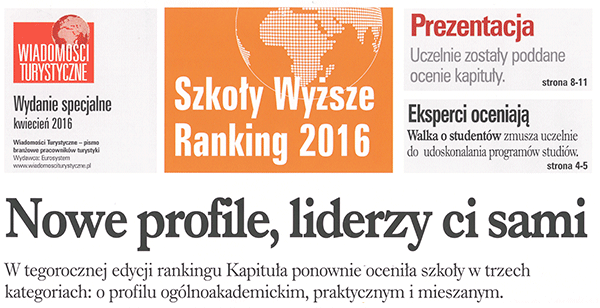 WIADOMOŚCI
TURYSTYCZNE
Wydanie specjalne
kwiecień 2016
Wiadomości Turystyczne – pismo
branżowe pracowników turystyki
Wydawca: Eurosystem
www.wiadomosciturystyczne.pl
Szkoły Wyższe
Ranking 2016
Prezentacja
Uczelnie zostały poddane
ocenie kapituły.
strona 8-11
Eksperci oceniają
Walka o studentów zmusza uczelnie
do udoskonalania programów studiów.
strona 4-5
Nowe profile, liderzy ci sami
W tegorocznej edycji rankingu Kapituła ponownie oceniła szkoły w trzech
kategoriach: o profilu ogólnoakademickim, praktycznym i mieszanym.